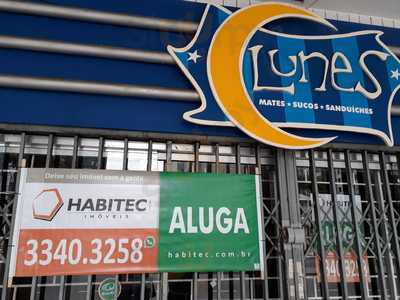 Lunes
MATES • SUCOS • SANDUÍCHES
Deixe seu imóvel com a gente
HABITEC
IMÓVEIS
3340.3258
ALUGA
habitec.com.br